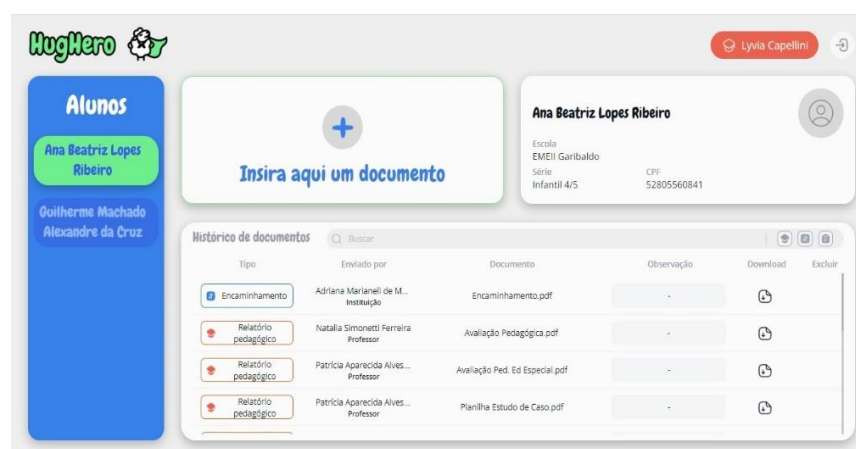 HugHero
Lyvia Capellini
Alunos
Ana Beatriz Lopes
Ribeiro
Guilherme Machado
Alexandre da Cruz
Insira aqui um documento
Ana Beatriz Lopes Ribeiro
Escola
EMEII Garibaldo
Série
CPF
Infantil 4/5
52805560841
Histórico de documentos
Buscar
Tipo
Enviado por
Documento
Observação
Download
Excluir
Encaminhamento
Adriana Marianeli de M...
Instituição
Encaminhamento.pdf
-
Relatório
pedagógico
Natalia Simonetti Ferreira
Professor
Avaliação Pedagógica.pdf
-
Relatório
pedagógico
Patrícia Aparecida Alves...
Professor
Avaliação Ped. Ed Especial.pdf
-
Relatório
pedagógico
Patrícia Aparecida Alves...
Professor
Planilha Estudo de Caso.pdf
-